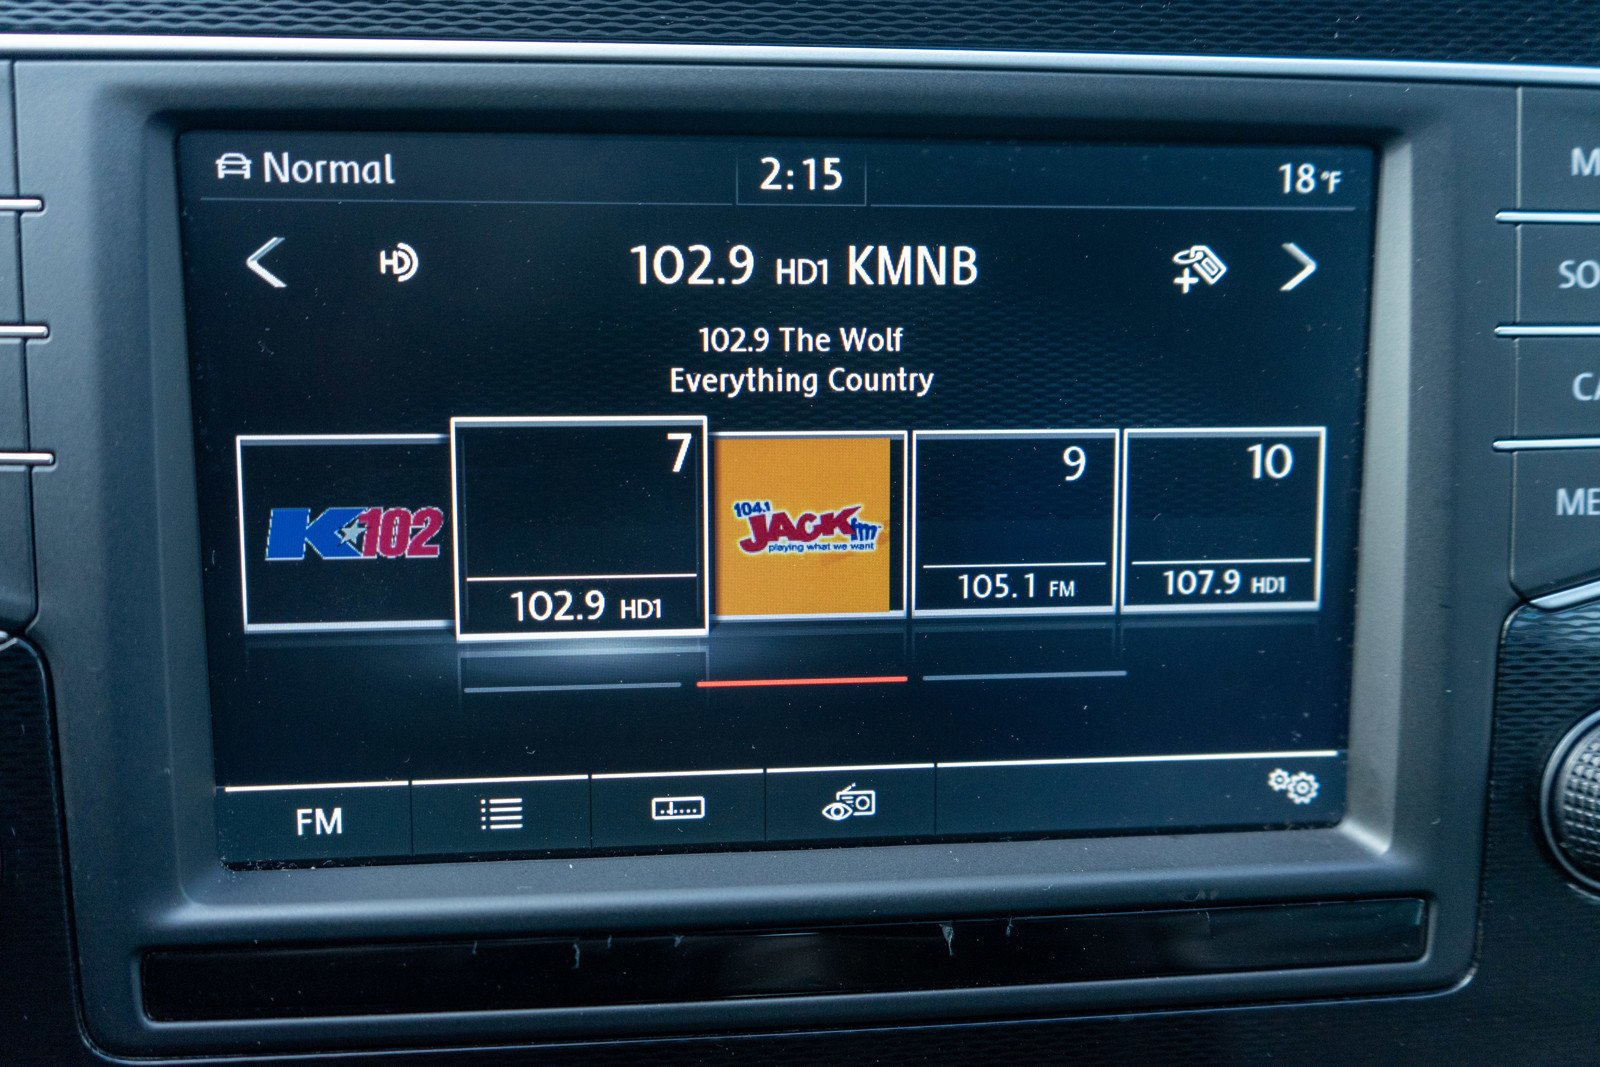 Normal
2:15
18 °F
HD
102.9 HD1 KMNB
102.9 The Wolf
Everything Country
K102
7
102.9 HD1
104.1
JACK fm
playing what we want
9
105.1 FM
10
107.9 HD1
FM
M
SO
CA
ME